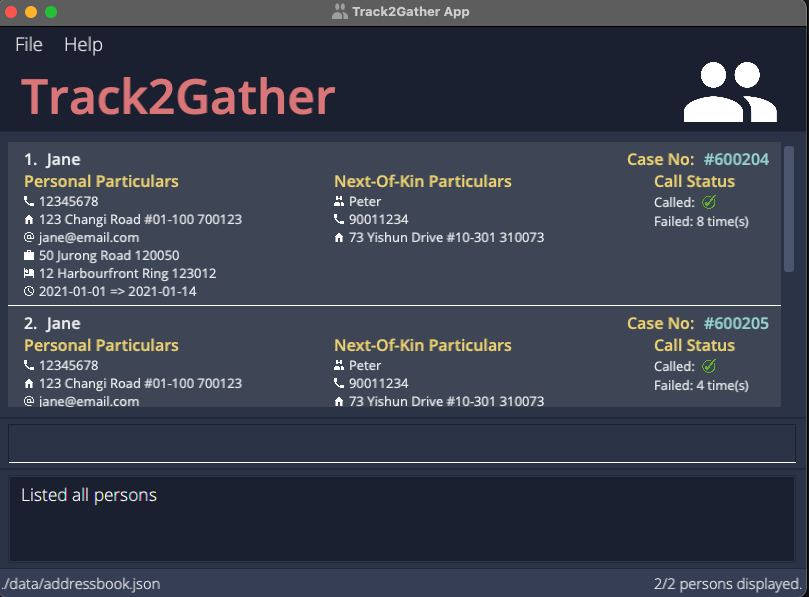 Track2Gather App
File Help
Track2Gather
1. Jane Case No: #600204
Personal Particulars Next-Of-Kin Particulars Call Status
12345678 Peter Called:
123 Changi Road #01-100 700123 90011234 Failed: 8 time(s)
@ jane@email.com 73 Yishun Drive #10-301 310073
50 Jurong Road 120050
12 Harbourfront Ring 123012
2021-01-01 => 2021-01-14
2. Jane Case No: #600205
Personal Particulars Next-Of-Kin Particulars Call Status
12345678 Peter Called:
123 Changi Road #01-100 700123 90011234 Failed: 4 time(s)
@ jane@email.com 73 Yishun Drive #10-301 310073
Listed all persons
./data/addressbook.json 2/2 persons displayed.